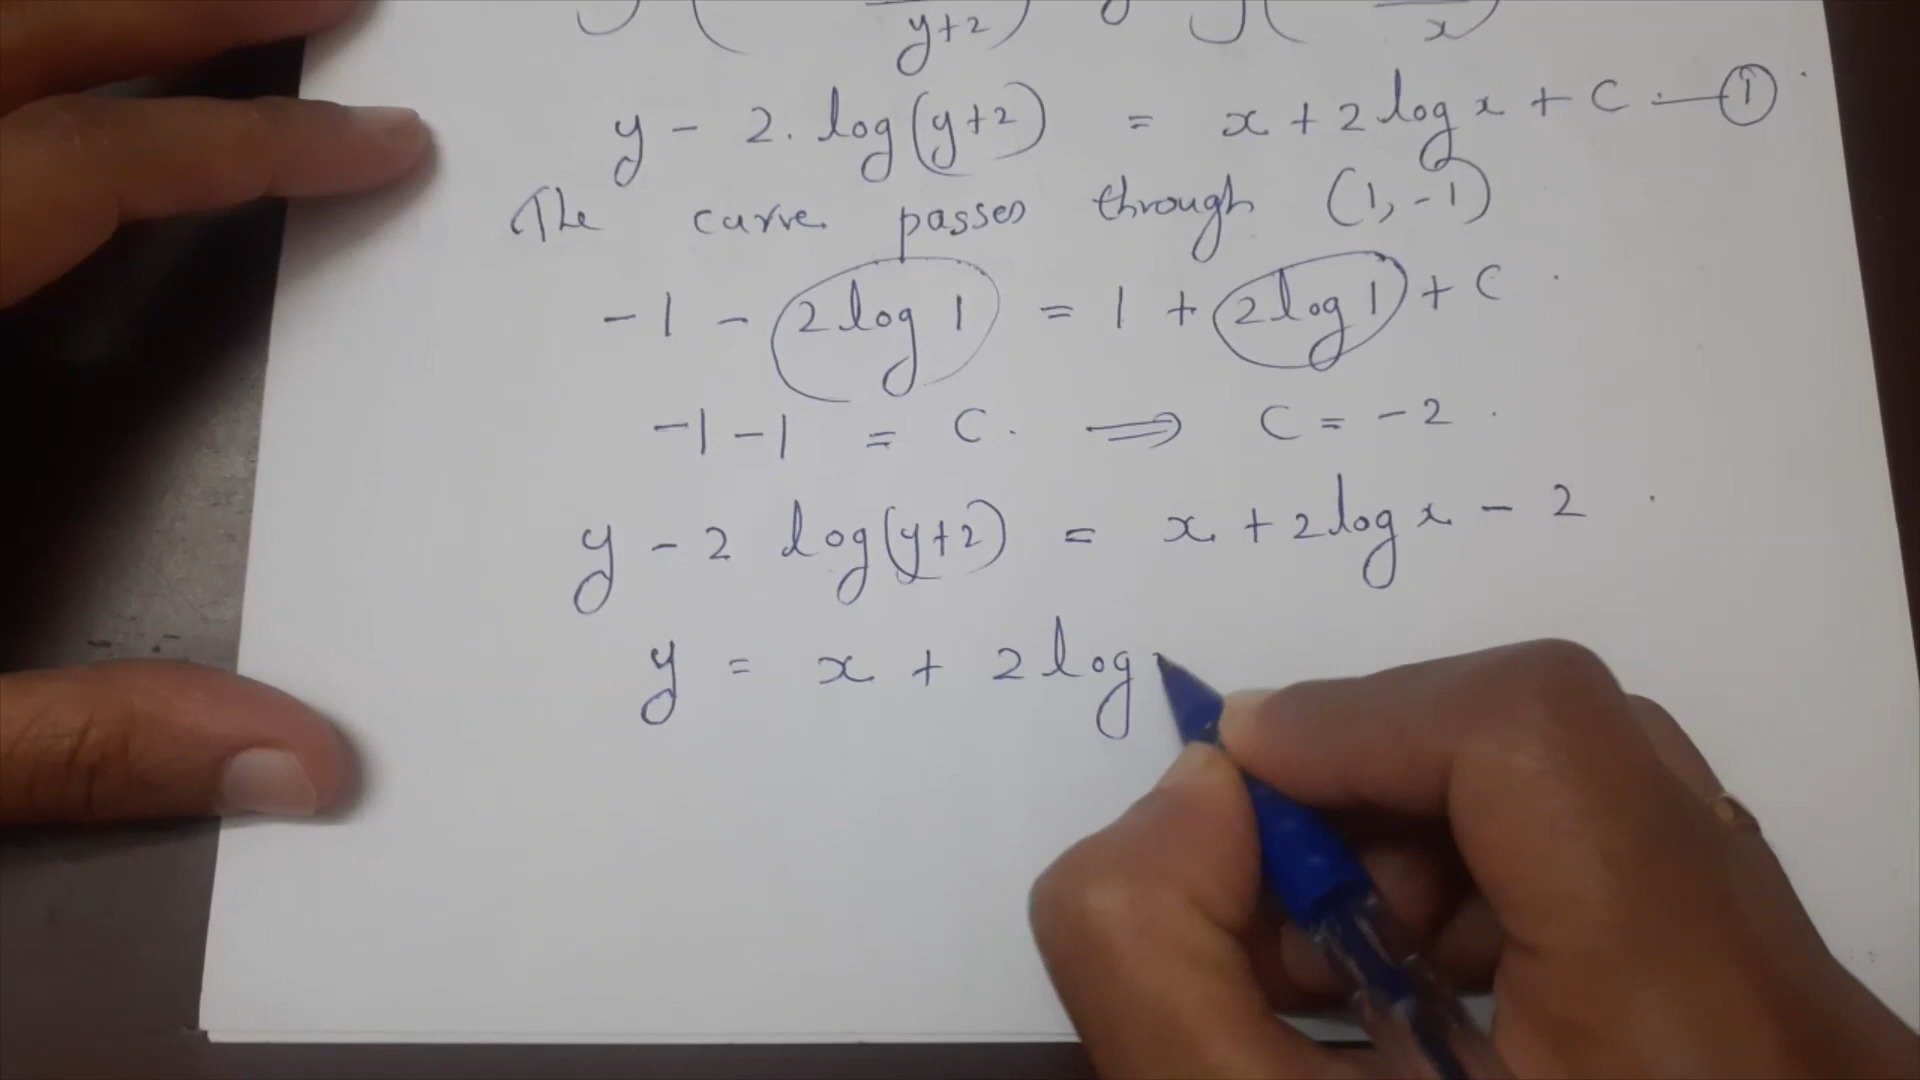 y+2 x
y - 2. log(y+2) = x + 2 log x + C. — ①
The curve passes through (1, -1)
-1 - 2 log 1 = 1 + 2 log 1 + C
-1 - 1 = C. ⟹ C = -2
y - 2 log(y+2) = x + 2 log x - 2
y = x + 2 log